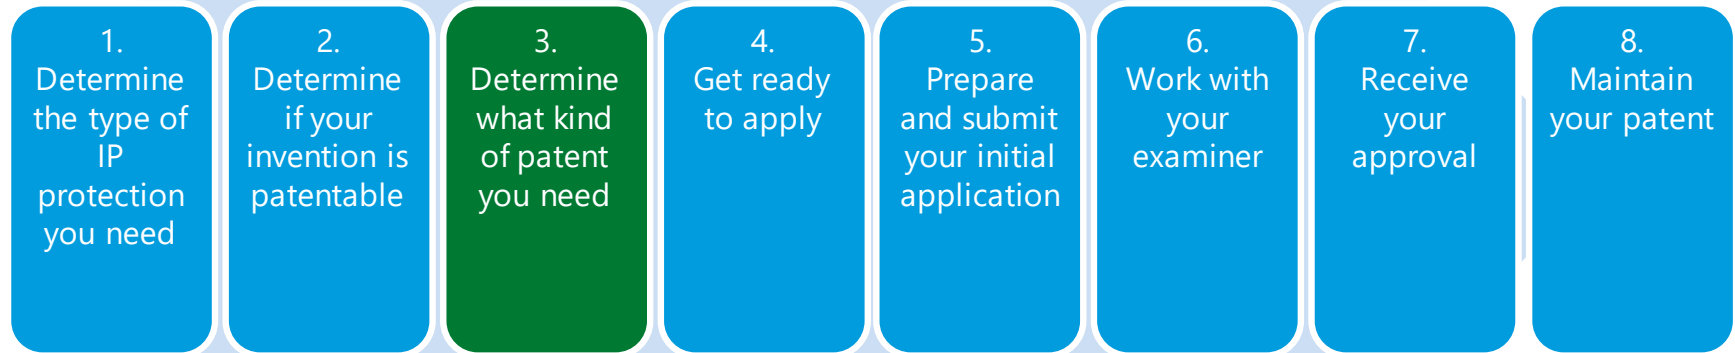 1.
Determine
the type of
IP
protection
you need
2.
Determine
if your
invention is
patentable
3.
Determine
what kind
of patent
you need
4.
Get ready
to apply
5.
Prepare
and submit
your initial
application
6.
Work with
your
examiner
7.
Receive
your
approval
8.
Maintain
your patent